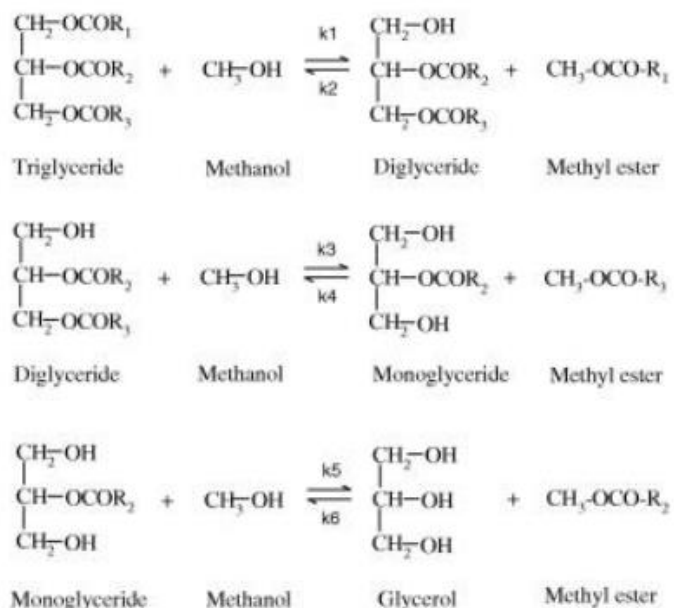 CH₂-OCOR₁ CH₂-OH
k1
CH-OCOR₂ + CH₃-OH CH-OCOR₂ + CH₃-OCO-R₁
k2
CH₂-OCOR₃ CH₂-OCOR₃
Triglyceride Methanol Diglyceride Methyl ester
CH₂-OH CH₂-OH
k3
CH-OCOR₂ + CH₃-OH CH-OCOR₂ + CH₃-OCO-R₃
k4
CH₂-OCOR₃ CH₂-OH
Diglyceride Methanol Monoglyceride Methyl ester
CH₂-OH CH₂-OH
k5
CH-OCOR₂ + CH₃-OH CH-OH + CH₃-OCO-R₂
k6
CH₂-OH CH₂-OH
Monoglyceride Methanol Glycerol Methyl ester